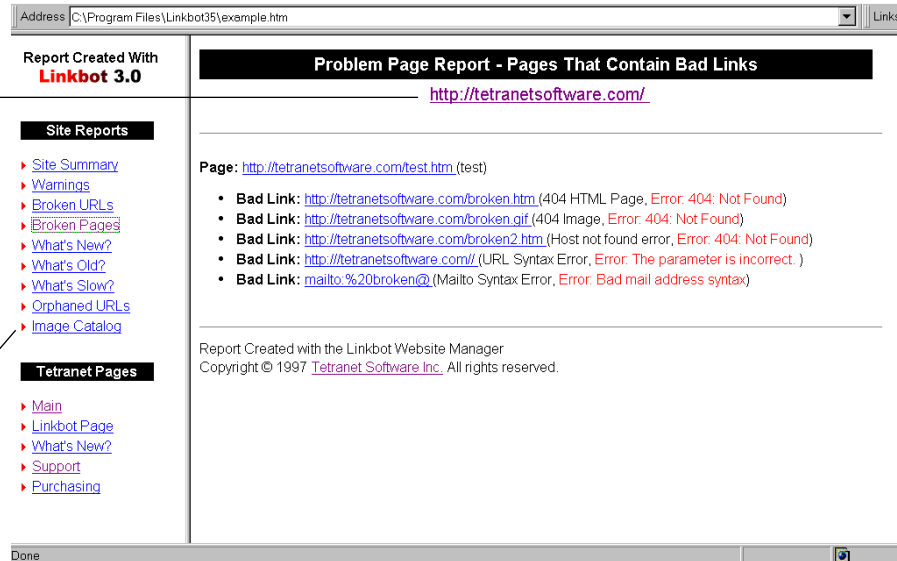 Address C:\Program Files\Linkbot35\example.htm Links
Report Created With
Linkbot 3.0
Site Reports
Site Summary
Warnings
Broken URLs
Broken Pages
What's New?
What's Old?
What's Slow?
Orphaned URLs
Image Catalog
Tetranet Pages
Main
Linkbot Page
What's New?
Support
Purchasing
Problem Page Report - Pages That Contain Bad Links
http://tetranetsoftware.com/
Page: http://tetranetsoftware.com/test.htm (test)
• Bad Link: http://tetranetsoftware.com/broken.htm (404 HTML Page, Error: 404: Not Found)
• Bad Link: http://tetranetsoftware.com/broken.gif (404 Image, Error: 404: Not Found)
• Bad Link: http://tetranetsoftware.com/broken2.htm (Host not found error, Error: 404: Not Found)
• Bad Link: http:///tetranetsoftware.com// (URL Syntax Error, Error: The parameter is incorrect. )
• Bad Link: mailto:%20broken@ (Mailto Syntax Error, Error: Bad mail address syntax)
Report Created with the Linkbot Website Manager
Copyright © 1997 Tetranet Software Inc. All rights reserved.
Done